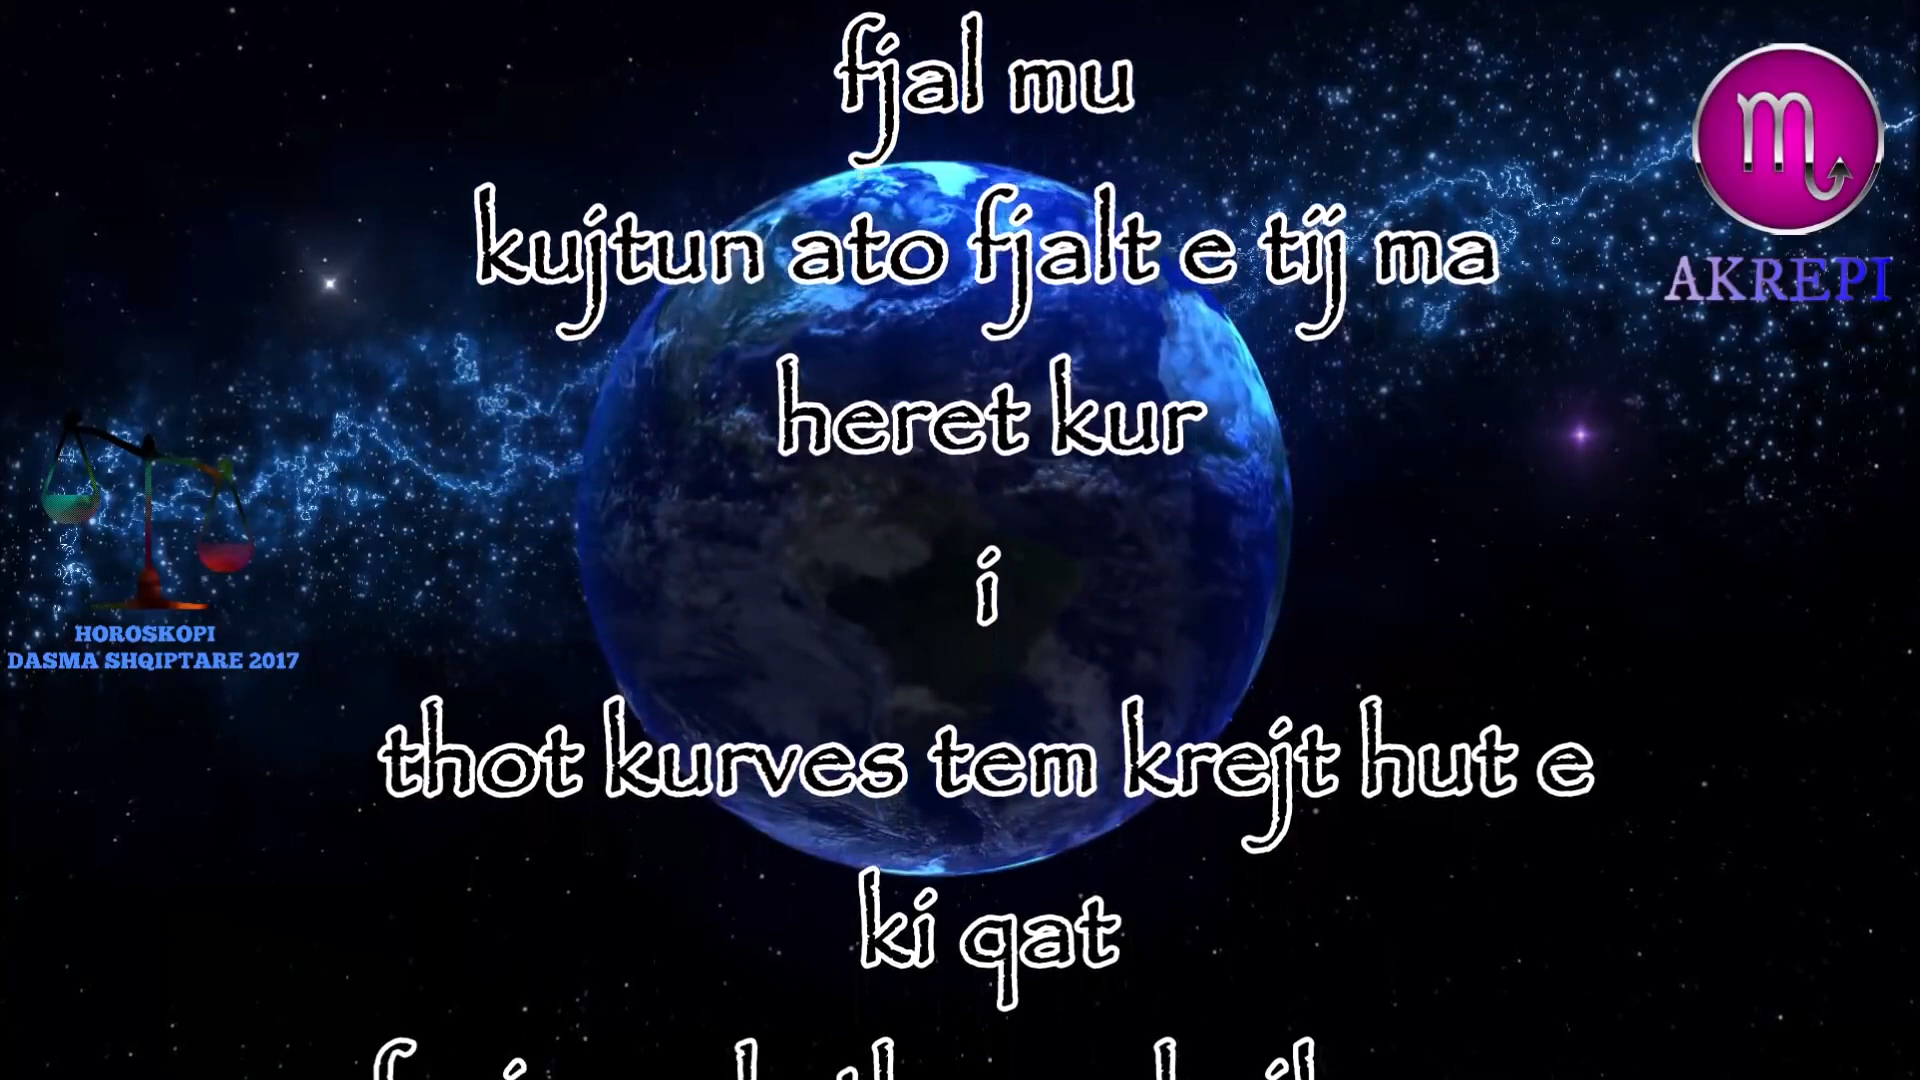 fjal mu
kujtun ato fjalt e tij ma
heret kur
i
thot kurves tem krejt hut e
ki qat
AKREPI
HOROSKOPI
DASMA SHQIPTARE 2017